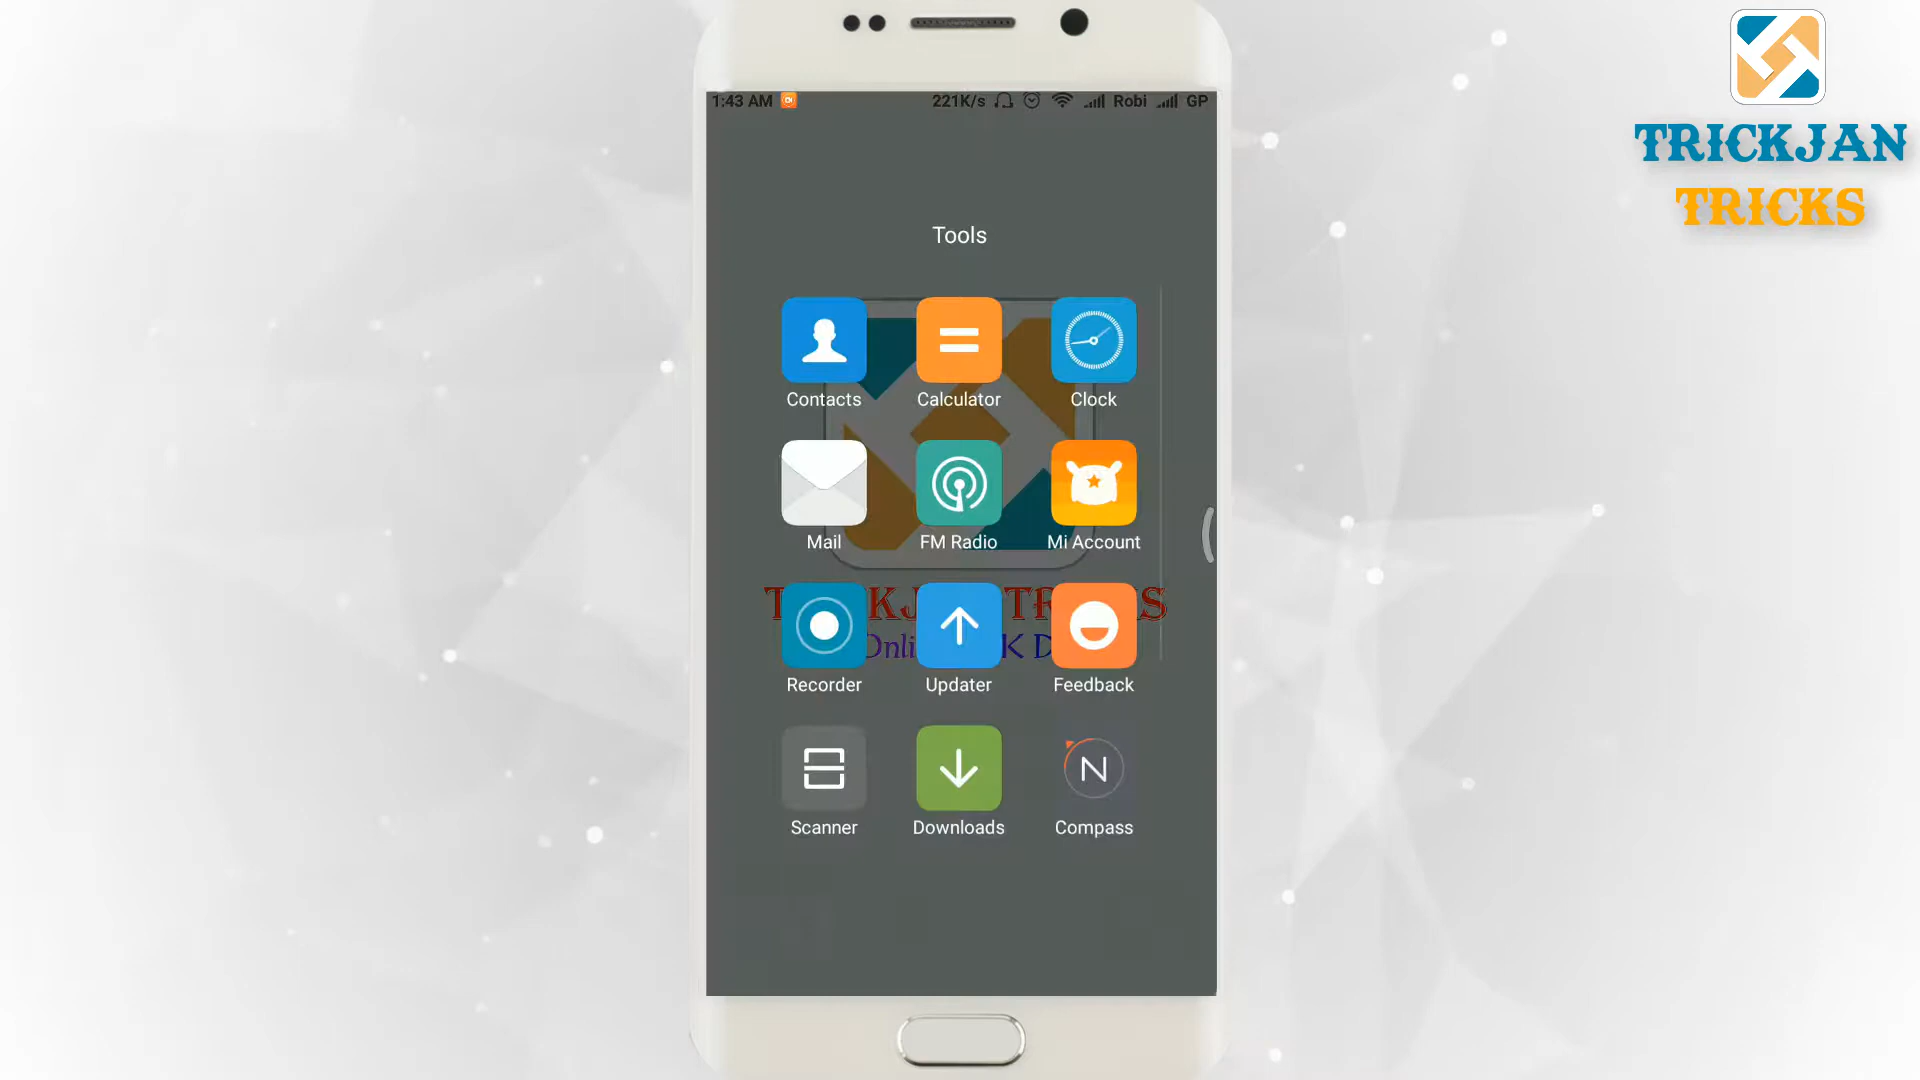 1:43 AM 221K/s Robi GP
TRICKJAN
TRICKS
Tools
Contacts Calculator Clock
Mail FM Radio Mi Account
Recorder Updater Feedback
N
Scanner Downloads Compass